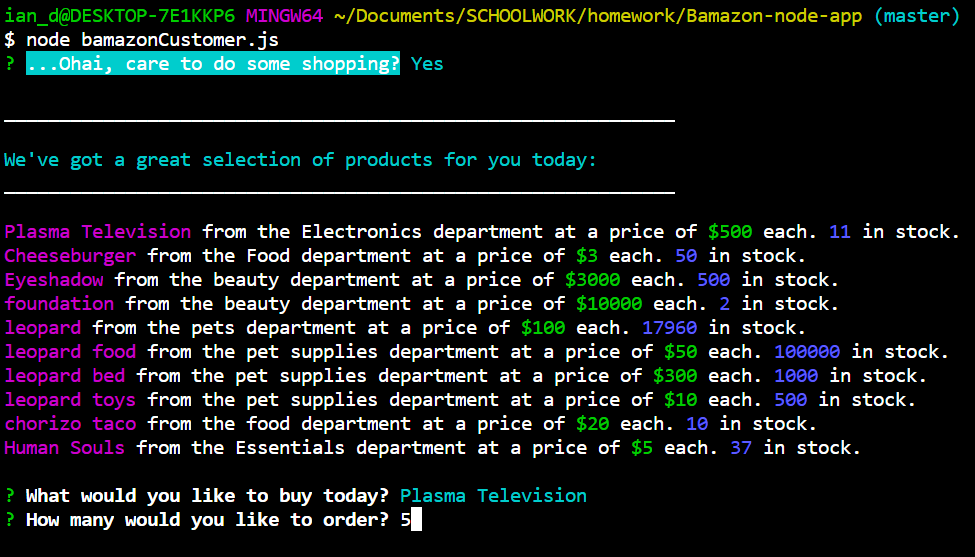 ian_d@DESKTOP-7E1KKP6 MINGW64 ~/Documents/SCHOOLWORK/homework/Bamazon-node-app (master)
$ node bamazonCustomer.js
? ...Ohai, care to do some shopping? Yes
We've got a great selection of products for you today:
Plasma Television from the Electronics department at a price of $500 each. 11 in stock.
Cheeseburger from the Food department at a price of $3 each. 50 in stock.
Eyeshadow from the beauty department at a price of $3000 each. 500 in stock.
foundation from the beauty department at a price of $10000 each. 2 in stock.
leopard from the pets department at a price of $100 each. 17960 in stock.
leopard food from the pet supplies department at a price of $50 each. 100000 in stock.
leopard bed from the pet supplies department at a price of $300 each. 1000 in stock.
leopard toys from the pet supplies department at a price of $10 each. 500 in stock.
chorizo taco from the food department at a price of $20 each. 10 in stock.
Human Souls from the Essentials department at a price of $5 each. 37 in stock.
? What would you like to buy today? Plasma Television
? How many would you like to order? 5